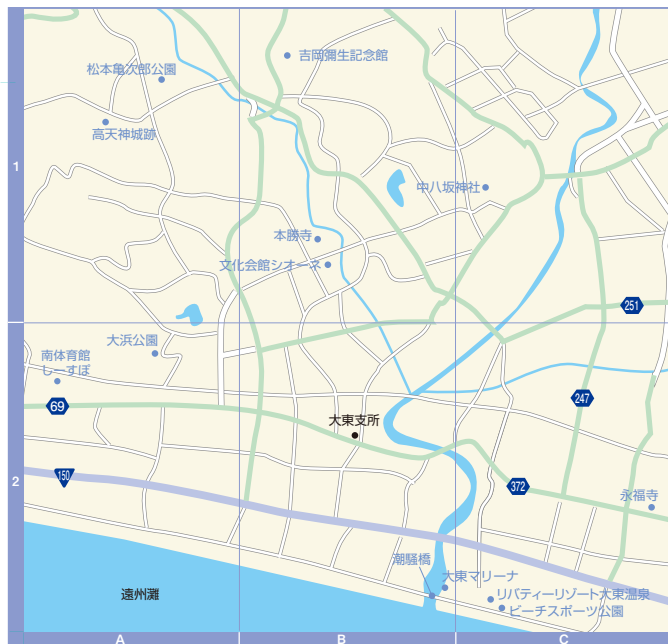 吉岡彌生記念館
松本亀次郎公園
高天神城跡
1
中八坂神社
本勝寺
文化会館シオーネ
251
大浜公園
南体育館
しーすぽ
69
247
大東支所
150
2
372
永福寺
潮騒橋
大東マリーナ
遠州灘
リバティーリゾート大東温泉
ビーチスポーツ公園
A
B
C